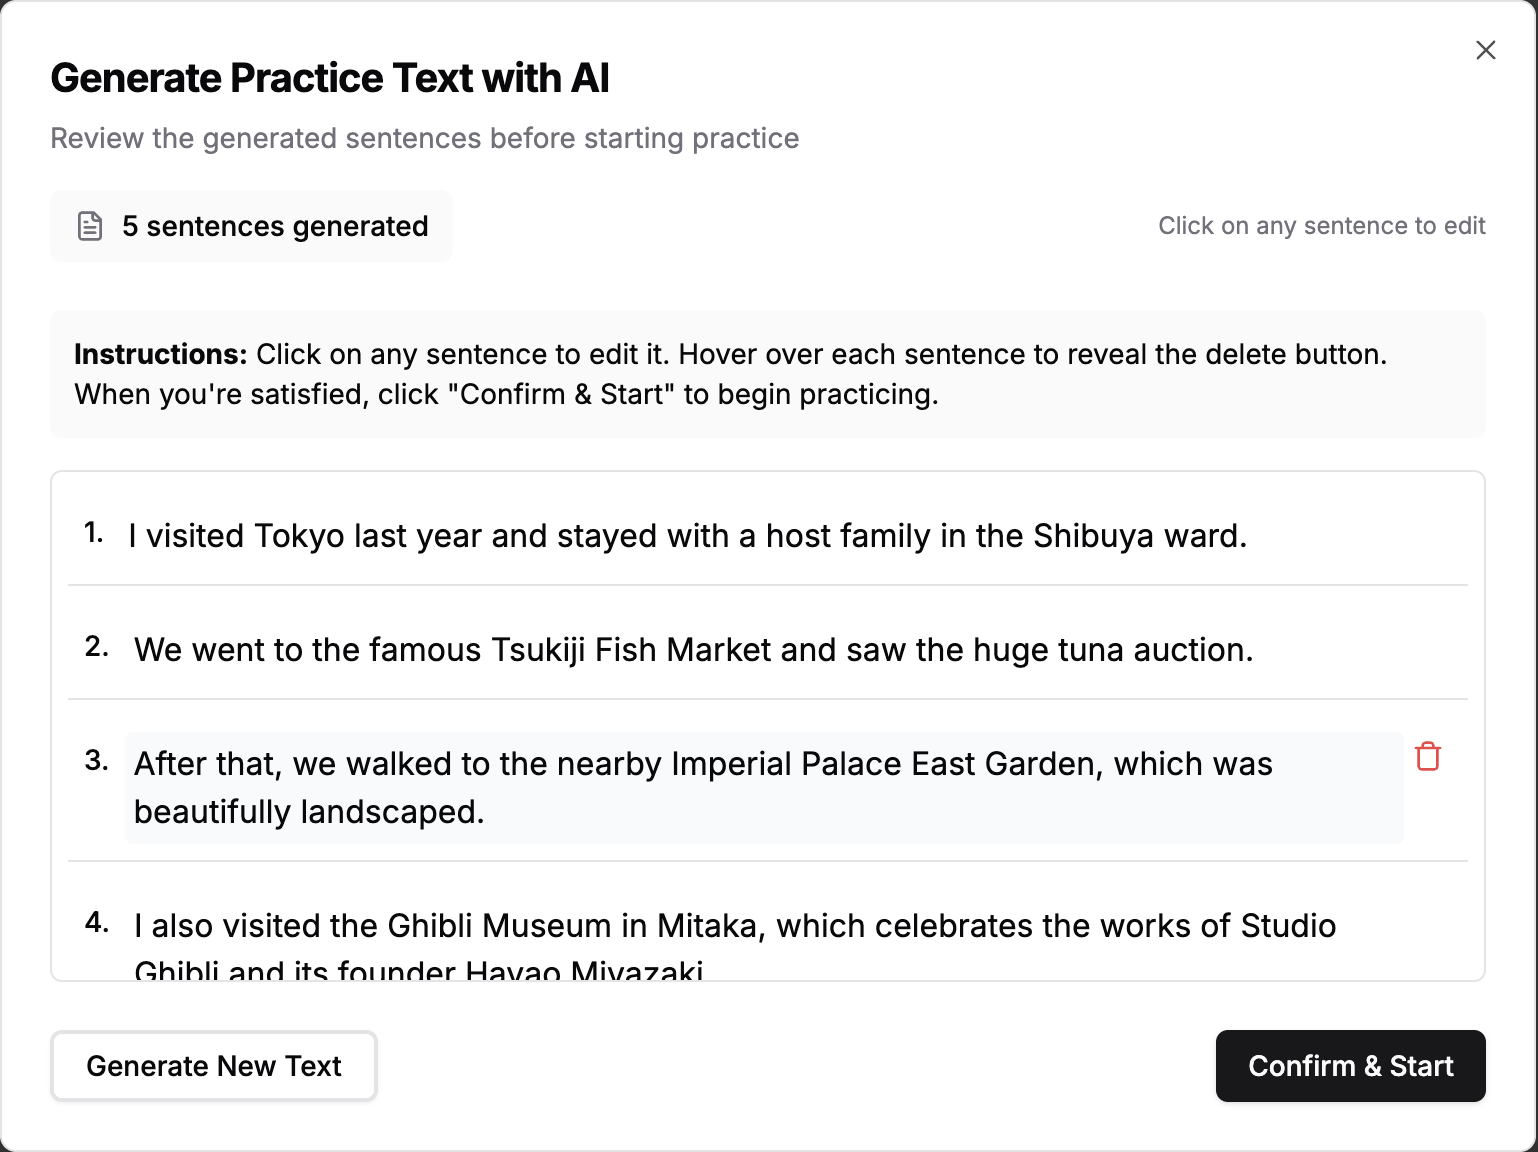 Generate Practice Text with AI
Review the generated sentences before starting practice
5 sentences generated
Click on any sentence to edit
Instructions: Click on any sentence to edit it. Hover over each sentence to reveal the delete button.
When you're satisfied, click "Confirm & Start" to begin practicing.
1. I visited Tokyo last year and stayed with a host family in the Shibuya ward.
2. We went to the famous Tsukiji Fish Market and saw the huge tuna auction.
3. After that, we walked to the nearby Imperial Palace East Garden, which was
beautifully landscaped.
4. I also visited the Ghibli Museum in Mitaka, which celebrates the works of Studio
Ghibli and its founder Hayao Miyazaki
Generate New Text
Confirm & Start